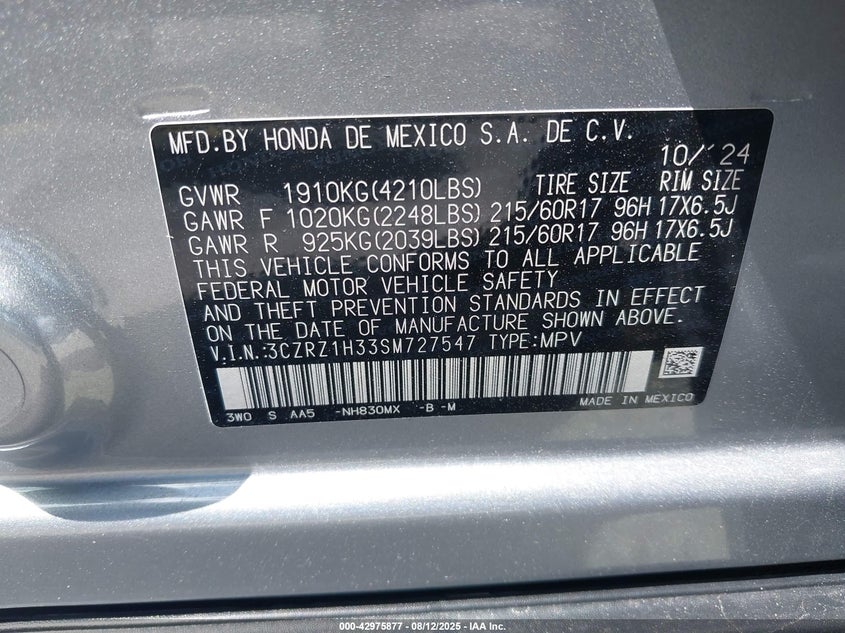 MFD.BY HONDA DE MEXICO S.A. DE C.V.
10/'24
GVWR 1910KG(4210LBS) TIRE SIZE RIM SIZE
GAWR F 1020KG(2248LBS) 215/60R17 96H 17X6.5J
GAWR R 925KG(2039LBS) 215/60R17 96H 17X6.5J
THIS VEHICLE CONFORMS TO ALL APPLICABLE
FEDERAL MOTOR VEHICLE SAFETY
AND THEFT PREVENTION STANDARDS IN EFFECT
ON THE DATE OF MANUFACTURE SHOWN ABOVE.
V.I.N.:3CZRZ1H33SM727547 TYPE:MPV
3W0 S AA5 -NH830MX -B -M
MADE IN MEXICO
000-42975877 - 08/12/2025 - IAA Inc.